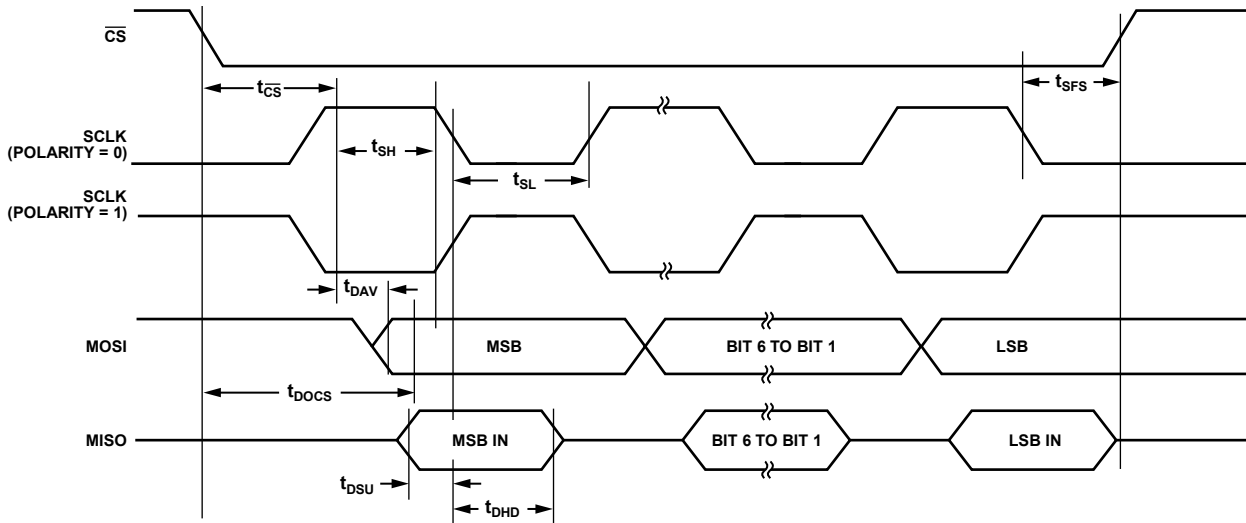 CS
tCS
tSFS
SCLK
(POLARITY = 0)
tSH
tSL
SCLK
(POLARITY = 1)
tDAV
MOSI
MSB
BIT 6 TO BIT 1
LSB
tDOCS
MISO
MSB IN
BIT 6 TO BIT 1
LSB IN
tDSU
tDHD